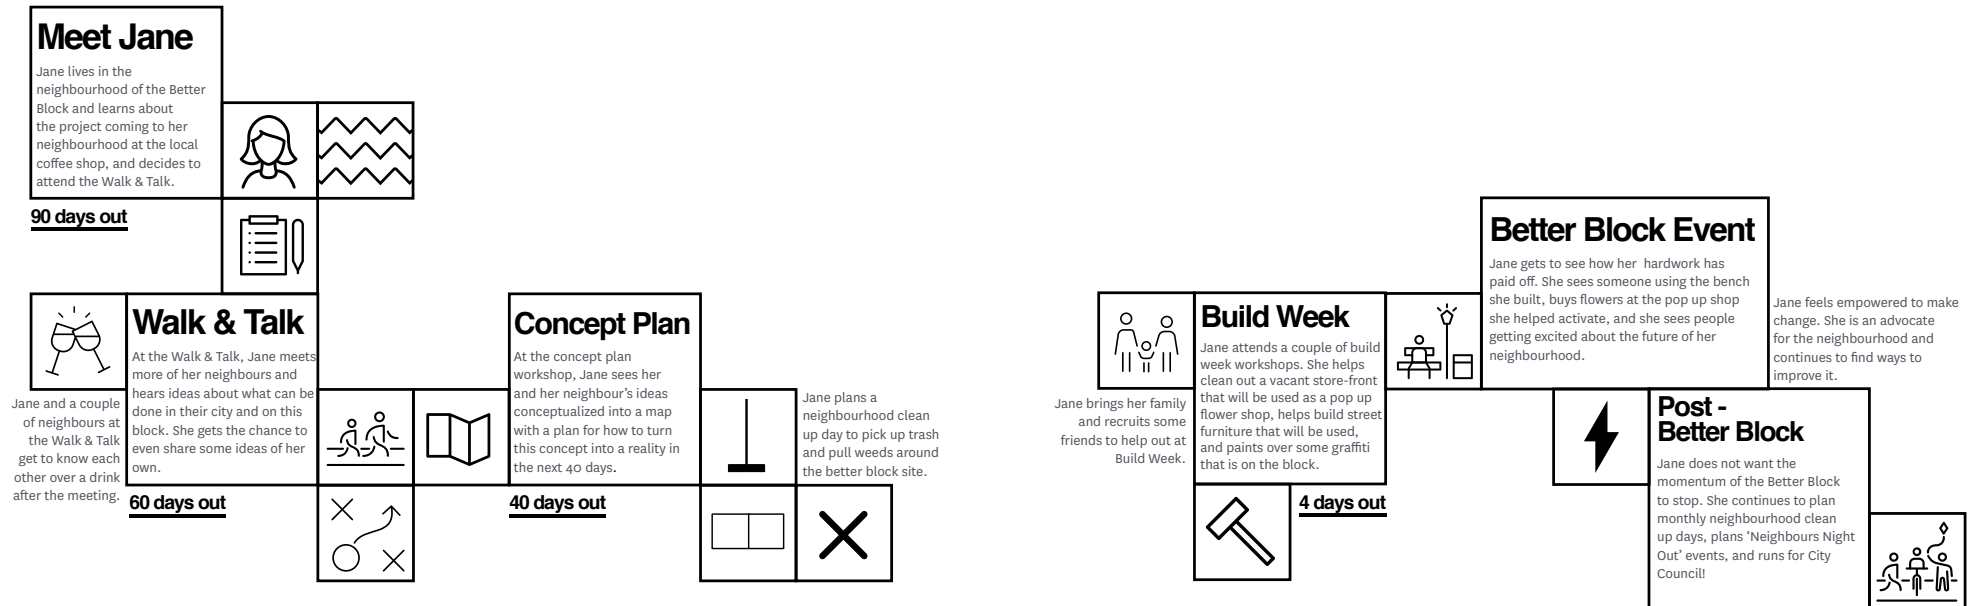 Meet Jane
Jane lives in the
neighbourhood of the Better
Block and learns about
the project coming to her
neighbourhood at the local
coffee shop, and decides to
attend the Walk & Talk.
90 days out
Walk & Talk
At the Walk & Talk, Jane meets
more of her neighbours and
hears ideas about what can be
done in their city and on this
block. She gets the chance to
even share some ideas of her
own.
Jane and a couple
of neighbours at
the Walk & Talk
get to know each
other over a drink
after the meeting.
60 days out
Concept Plan
At the concept plan
workshop, Jane sees her
and her neighbour’s ideas
conceptualized into a map
with a plan for how to turn
this concept into a reality in
the next 40 days.
40 days out
Jane plans a
neighbourhood clean
up day to pick up trash
and pull weeds around
the better block site.
Jane brings her family
and recruits some
friends to help out at
Build Week.
Build Week
Jane attends a couple of build
week workshops. She helps
clean out a vacant store-front
that will be used as a pop up
flower shop, helps build street
furniture that will be used,
and paints over some graffiti
that is on the block.
4 days out
Better Block Event
Jane gets to see how her  hardwork has
paid off. She sees someone using the bench
she built, buys flowers at the pop up shop
she helped activate, and she sees people
getting excited about the future of her
neighbourhood.
Jane feels empowered to make
change. She is an advocate
for the neighbourhood and
continues to find ways to
improve it.
Post -
Better Block
Jane does not want the
momentum of the Better Block
to stop. She continues to plan
monthly neighbourhood clean
up days, plans ‘Neighbours Night
Out’ events, and runs for City
Council!